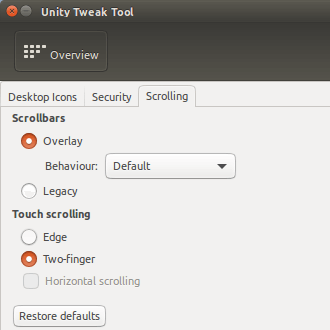 Unity Tweak Tool
Overview
Desktop Icons Security Scrolling
Scrollbars
Overlay
Behaviour: Default
Legacy
Touch scrolling
Edge
Two-finger
Horizontal scrolling
Restore defaults